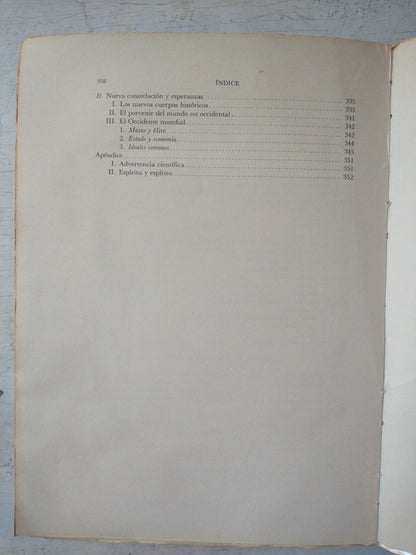 358 ÍNDICE
D. Nueva constelación y esperanzas 335
I. Los nuevos cuerpos históricos 335
II. El porvenir del mundo no occidental 341
III. El Occidente mundial 342
1. Masas y élite 342
2. Estado y economía 344
3. Ideales comunes 345
Apéndice 351
I. Advertencia científica 351
II. Espíritu y espíritu 352